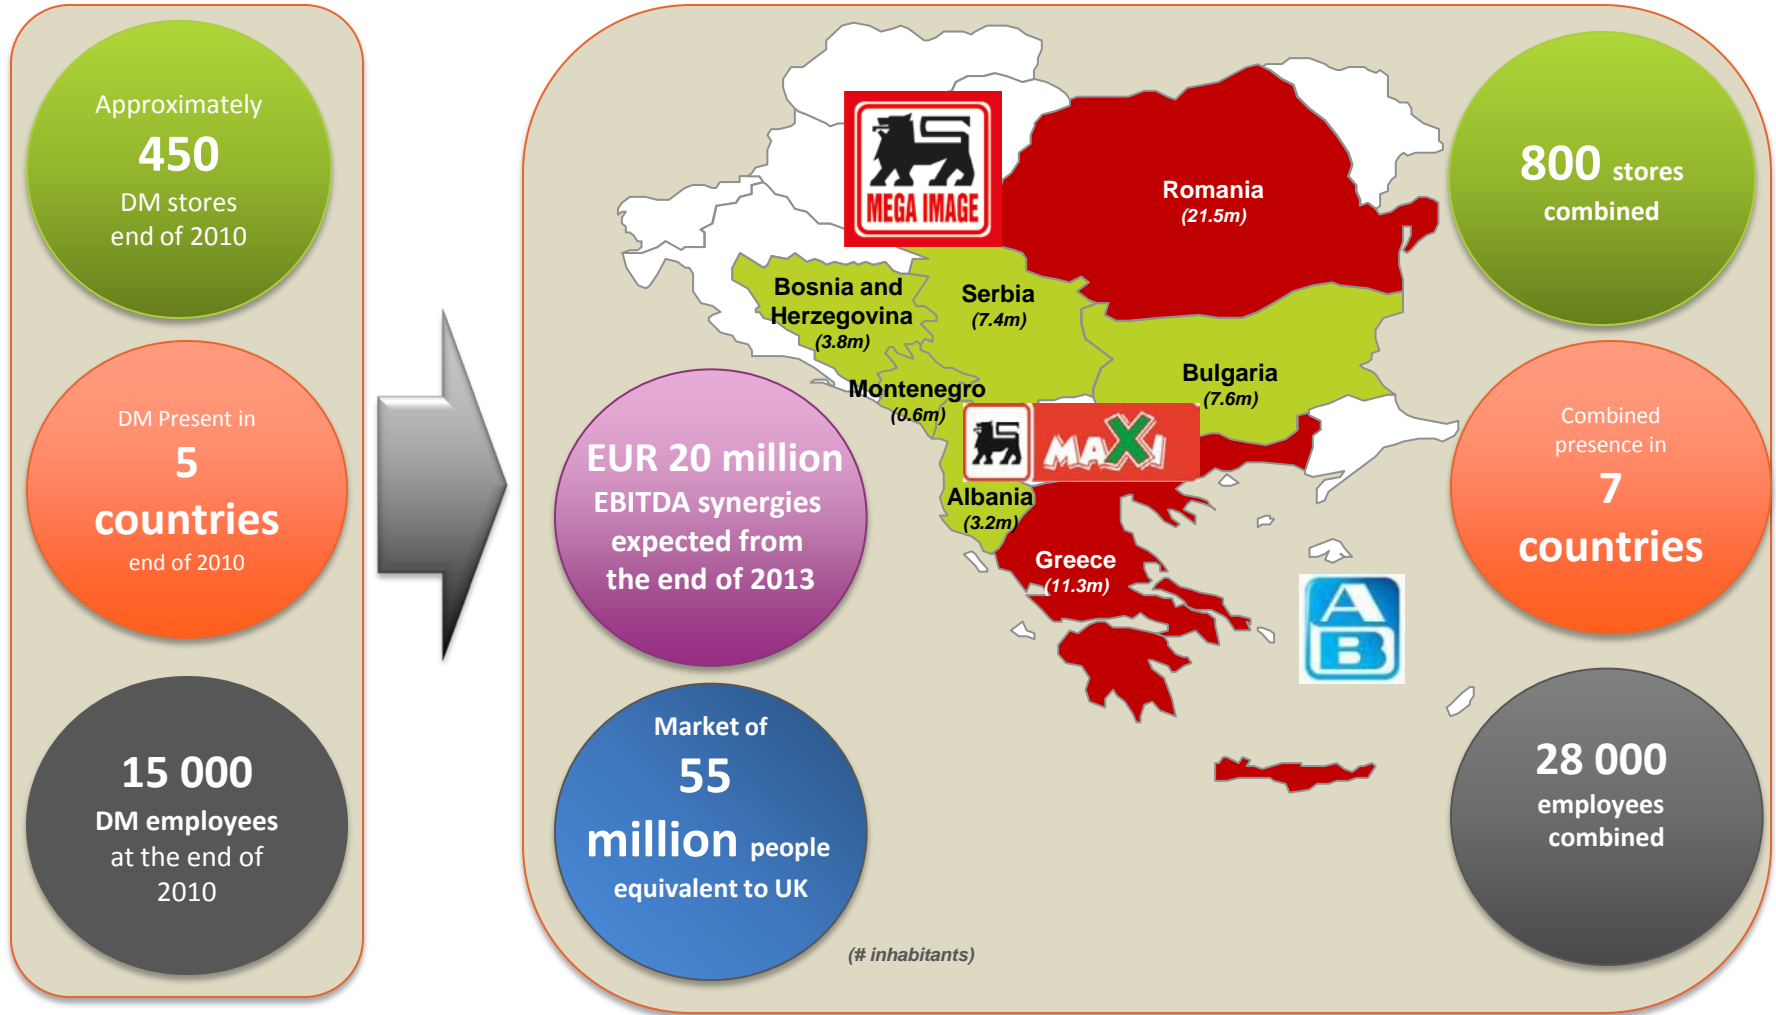 Approximately
450
DM stores
end of 2010
DM Present in
5
countries
end of 2010
15 000
DM employees
at the end of
2010
MEGA IMAGE
Romania
(21.5m)
Bosnia and
Herzegovina
(3.8m)
Serbia
(7.4m)
Bulgaria
(7.6m)
Montenegro
(0.6m)
MAXI
Albania
(3.2m)
Greece
(11.3m)
AB
EUR 20 million
EBITDA synergies
expected from
the end of 2013
Market of
55
million people
equivalent to UK
(# inhabitants)
800 stores
combined
Combined
presence in
7
countries
28 000
employees
combined